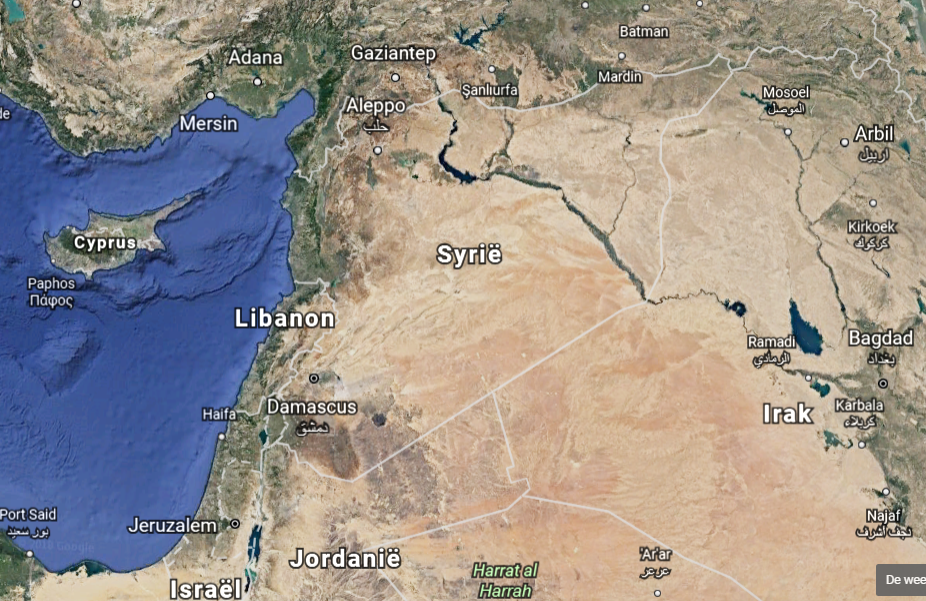 Batman
Gaziantep
Adana
Mardin
Şanlıurfa
Mosoel
الموصل
Aleppo
حلب
de
Mersin
Arbil
اربيل
Kirkoek
كركوك
Cyprus
Syrië
Paphos
Πάφος
Libanon
Bagdad
بغداد
Ramadi
الرمادي
Damascus
دمشق
Haifa
Irak
Karbala
كربلاء
Port Said
بور سعيد
Jeruzalem
Najaf
نجف أشرف
Google
Jordanië
'Ar'ar
عرعر
Harrat al
Harrah
Israël
De wee